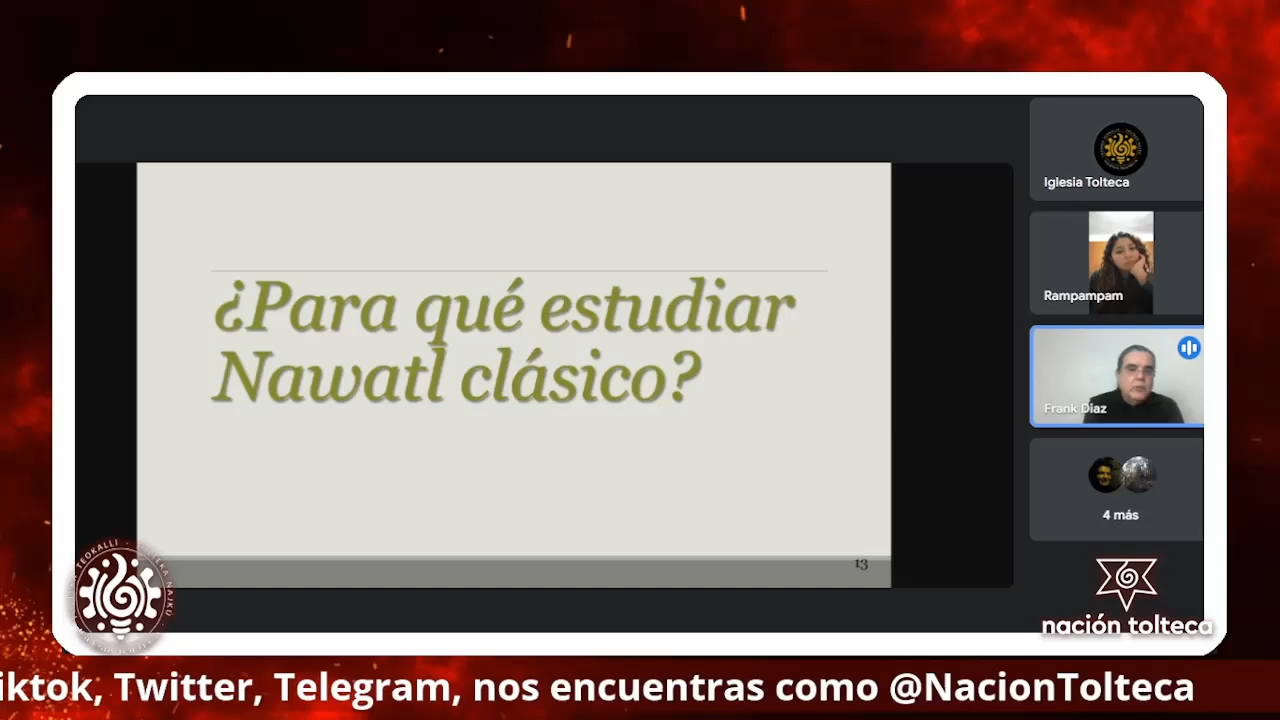 ¿Para qué estudiar
Nawatl clásico?
13
Iglesia Tolteca
Rampampam
Frank Diaz
4 más
nación tolteca
iktok, Twitter, Telegram, nos encuentras como @NacionTolteca